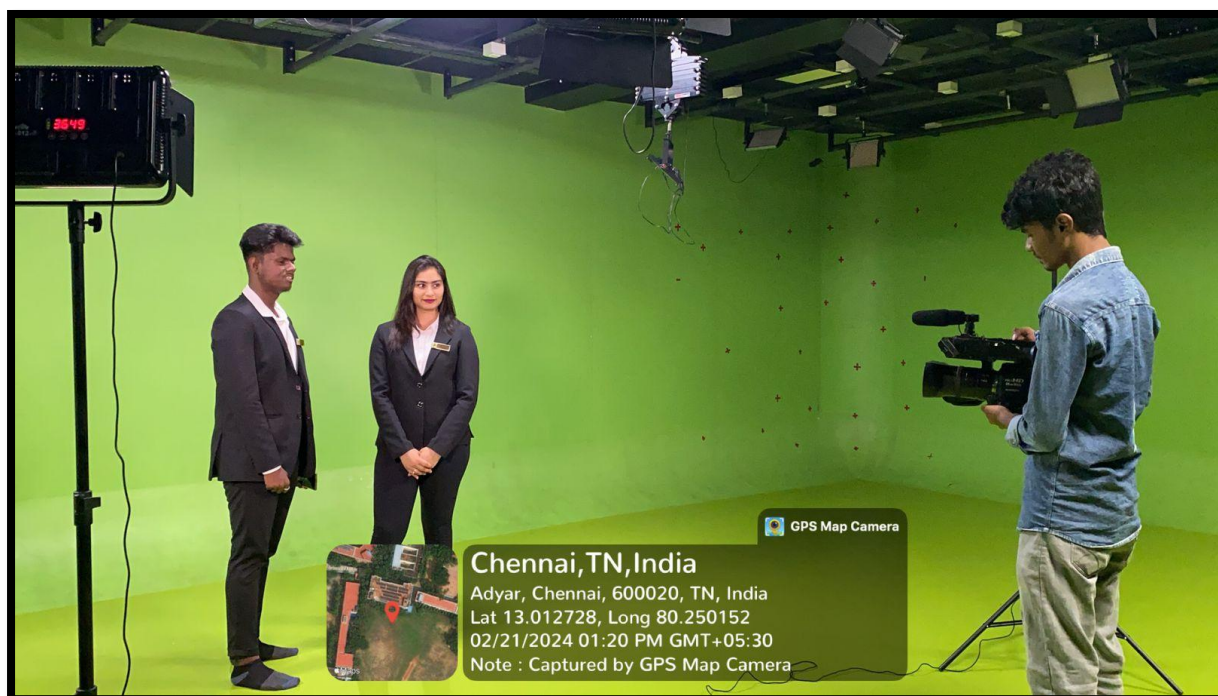 3649
GPS Map Camera
Chennai,TN,India
Adyar, Chennai, 600020, TN, India
Lat 13.012728, Long 80.250152
02/21/2024 01:20 PM GMT+05:30
Note : Captured by GPS Map Camera